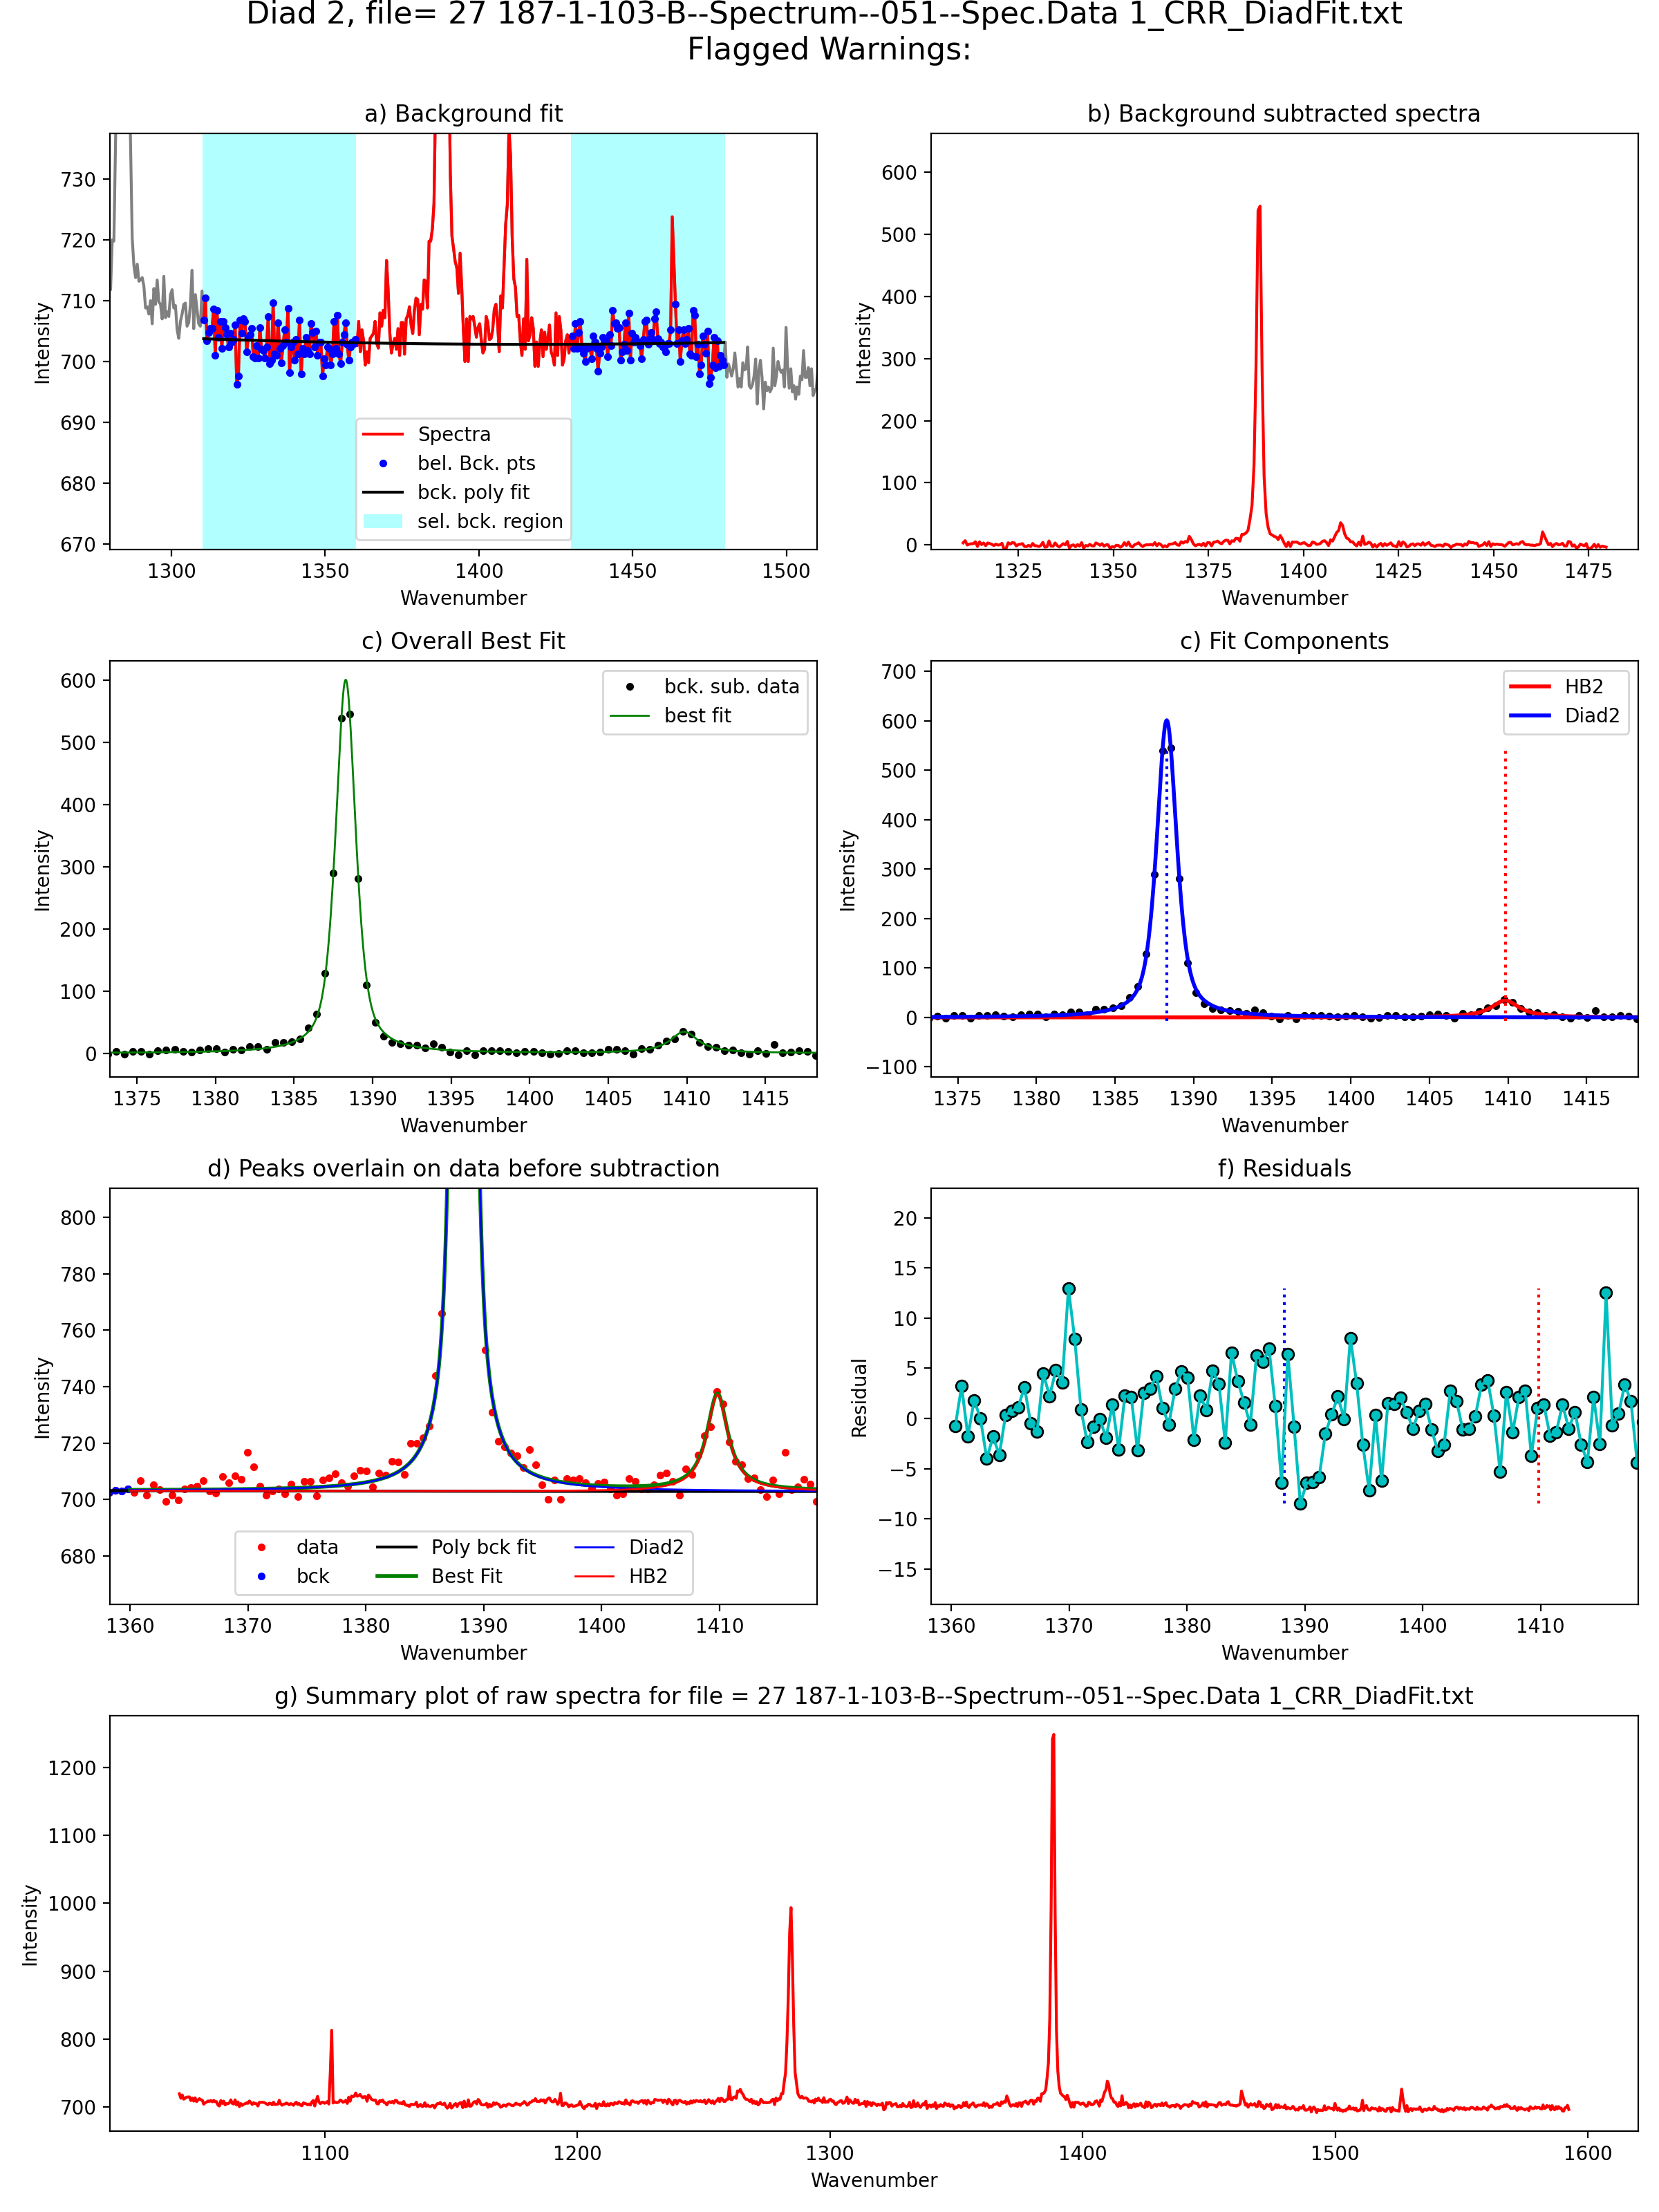 Diad 2, file= 27 187-1-103-B--Spectrum--051--Spec.Data 1_CRR_DiadFit.txt
Flagged Warnings:
a) Background fit
Intensity
730
720
710
700
690
680
670
Spectra
bel. Bck. pts
bck. poly fit
sel. bck. region
1300 1350 1400 1450 1500
Wavenumber
b) Background subtracted spectra
Intensity
600
500
400
300
200
100
0
1325 1350 1375 1400 1425 1450 1475
Wavenumber
c) Overall Best Fit
Intensity
600
500
400
300
200
100
0
bck. sub. data
best fit
1375 1380 1385 1390 1395 1400 1405 1410 1415
Wavenumber
c) Fit Components
Intensity
700
600
500
400
300
200
100
0
−100
HB2
Diad2
1375 1380 1385 1390 1395 1400 1405 1410 1415
Wavenumber
d) Peaks overlain on data before subtraction
Intensity
800
780
760
740
720
700
680
data
bck
Poly bck fit
Best Fit
Diad2
HB2
1360 1370 1380 1390 1400 1410
Wavenumber
f) Residuals
Residual
20
15
10
5
0
−5
−10
−15
1360 1370 1380 1390 1400 1410
Wavenumber
g) Summary plot of raw spectra for file = 27 187-1-103-B--Spectrum--051--Spec.Data 1_CRR_DiadFit.txt
Intensity
1200
1100
1000
900
800
700
1100 1200 1300 1400 1500 1600
Wavenumber